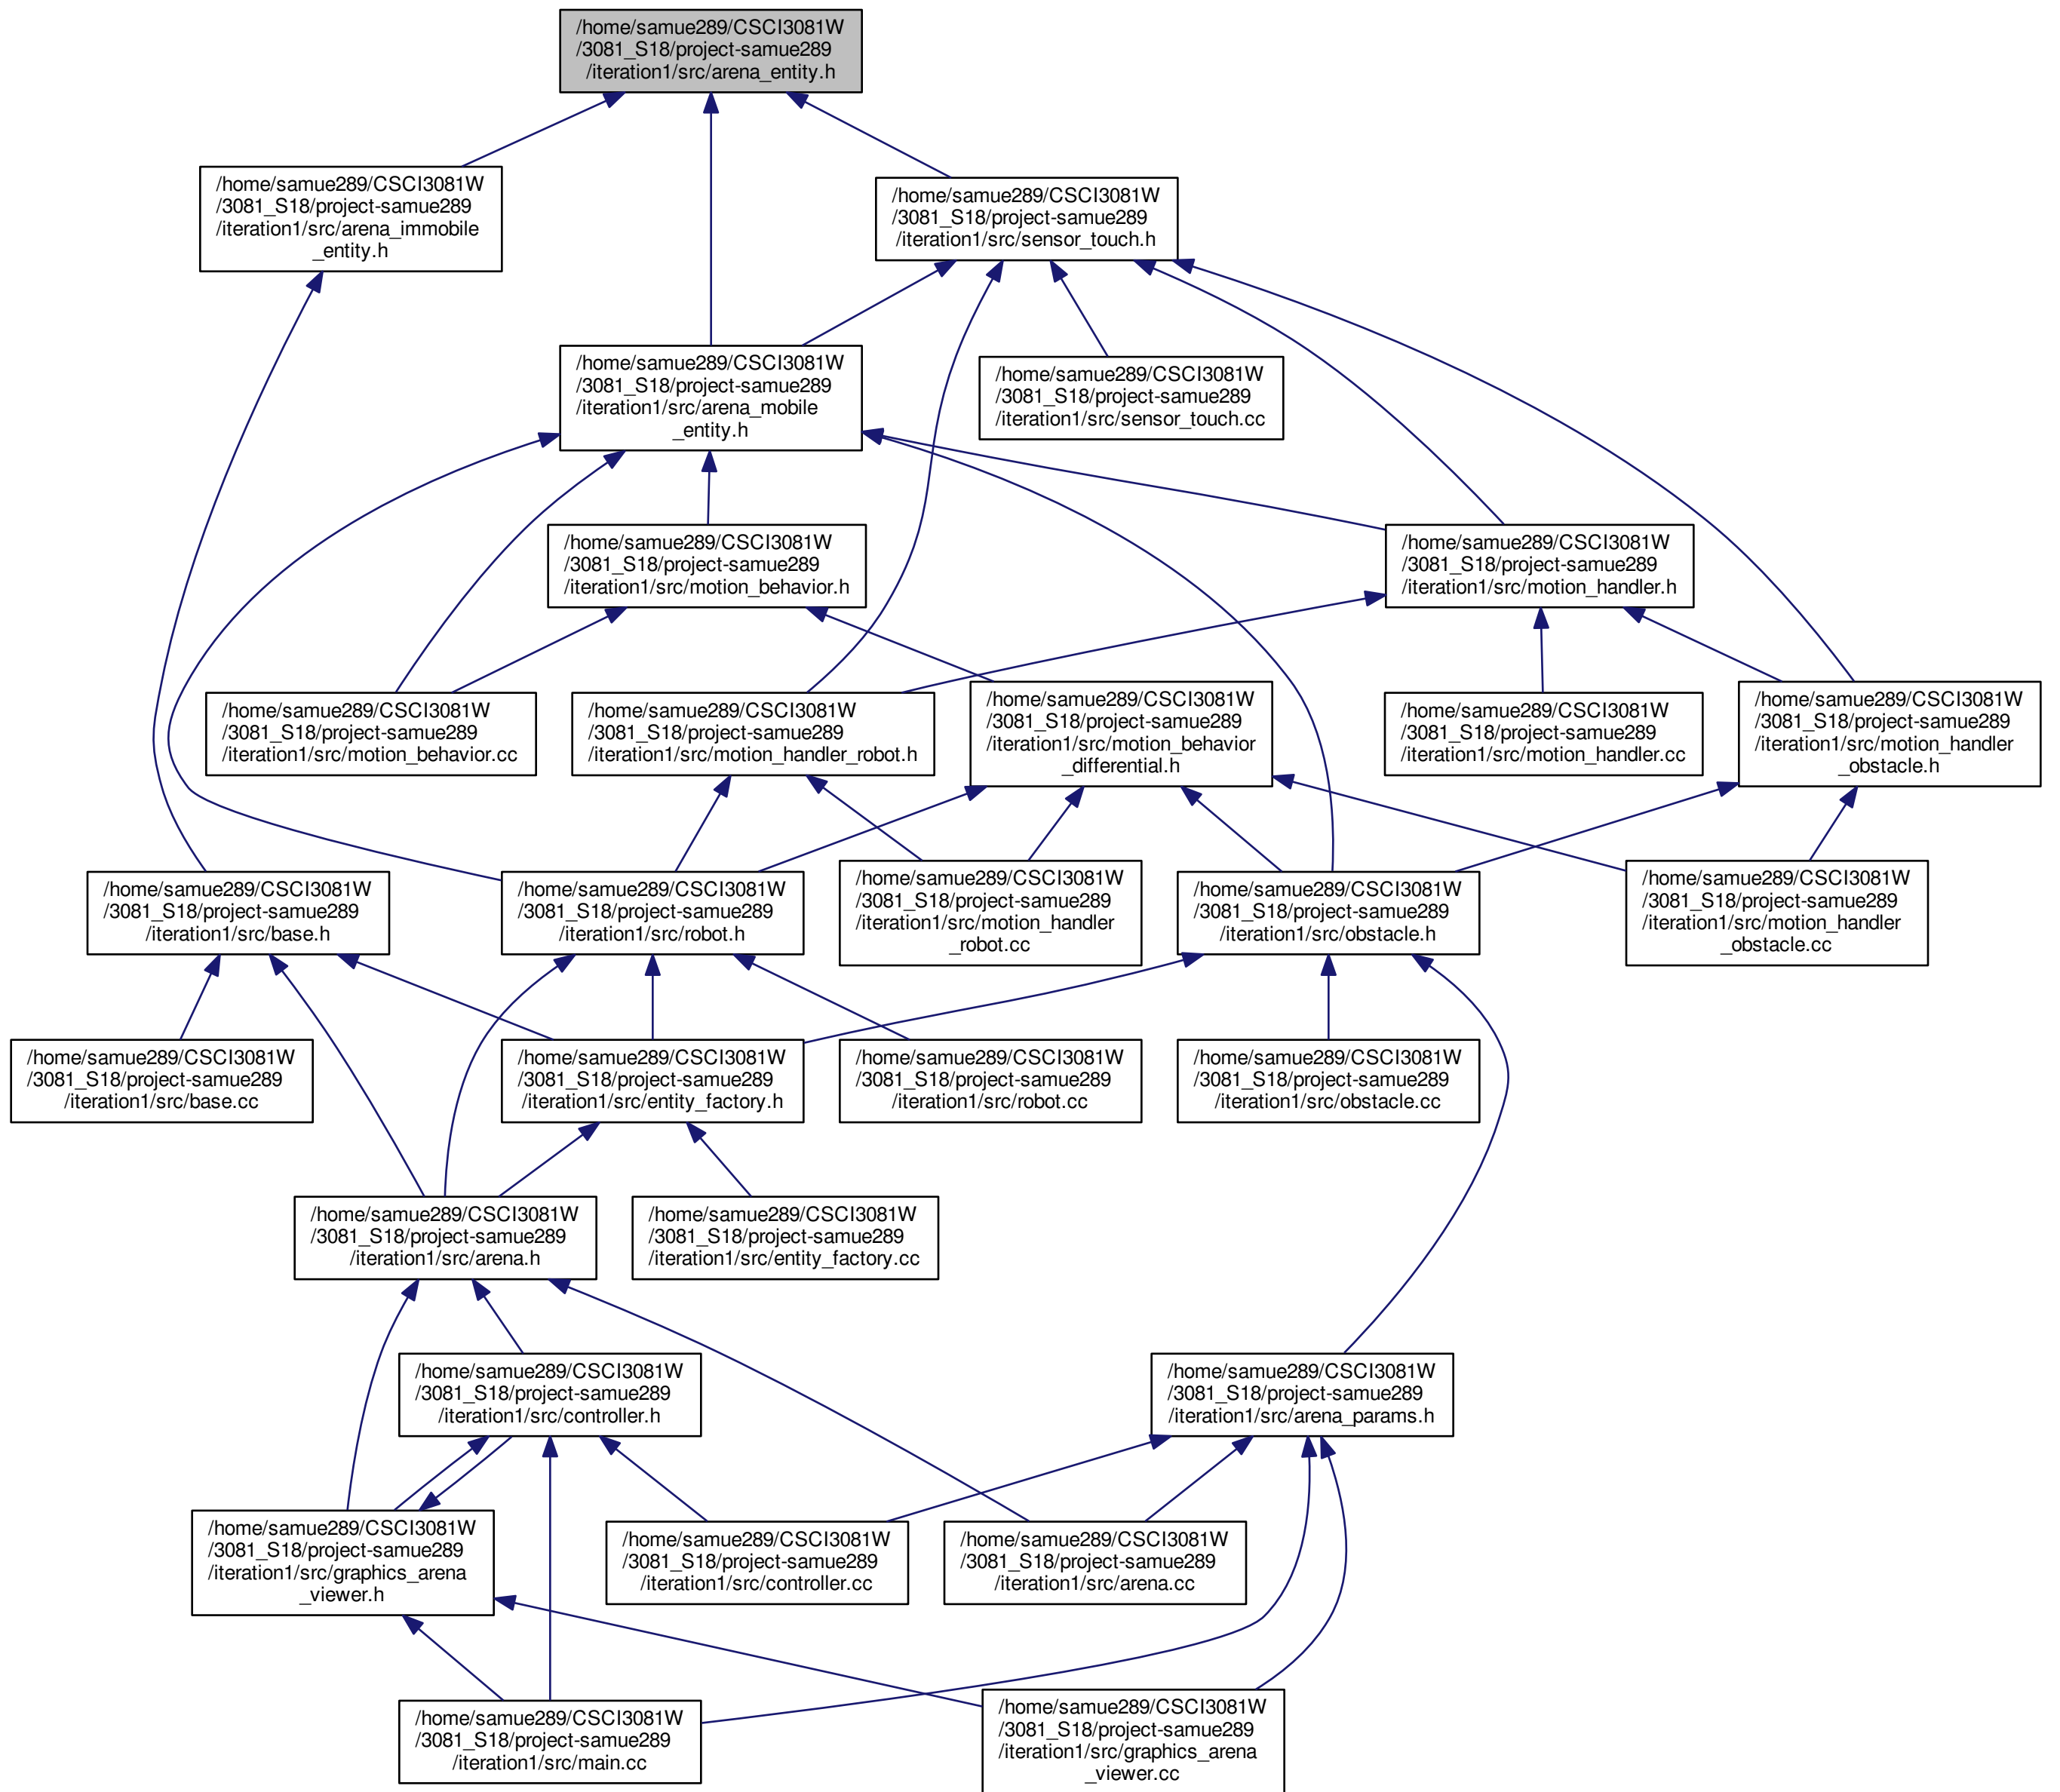 /home/samue289/CSCI3081W
/3081_S18/project-samue289
/iteration1/src/arena_entity.h
/home/samue289/CSCI3081W
/3081_S18/project-samue289
/iteration1/src/arena_immobile
_entity.h
/home/samue289/CSCI3081W
/3081_S18/project-samue289
/iteration1/src/sensor_touch.h
/home/samue289/CSCI3081W
/3081_S18/project-samue289
/iteration1/src/arena_mobile
_entity.h
/home/samue289/CSCI3081W
/3081_S18/project-samue289
/iteration1/src/sensor_touch.cc
/home/samue289/CSCI3081W
/3081_S18/project-samue289
/iteration1/src/motion_behavior.h
/home/samue289/CSCI3081W
/3081_S18/project-samue289
/iteration1/src/motion_handler.h
/home/samue289/CSCI3081W
/3081_S18/project-samue289
/iteration1/src/motion_behavior.cc
/home/samue289/CSCI3081W
/3081_S18/project-samue289
/iteration1/src/motion_handler_robot.h
/home/samue289/CSCI3081W
/3081_S18/project-samue289
/iteration1/src/motion_behavior
_differential.h
/home/samue289/CSCI3081W
/3081_S18/project-samue289
/iteration1/src/motion_handler.cc
/home/samue289/CSCI3081W
/3081_S18/project-samue289
/iteration1/src/motion_handler
_obstacle.h
/home/samue289/CSCI3081W
/3081_S18/project-samue289
/iteration1/src/base.h
/home/samue289/CSCI3081W
/3081_S18/project-samue289
/iteration1/src/robot.h
/home/samue289/CSCI3081W
/3081_S18/project-samue289
/iteration1/src/motion_handler
_robot.cc
/home/samue289/CSCI3081W
/3081_S18/project-samue289
/iteration1/src/obstacle.h
/home/samue289/CSCI3081W
/3081_S18/project-samue289
/iteration1/src/motion_handler
_obstacle.cc
/home/samue289/CSCI3081W
/3081_S18/project-samue289
/iteration1/src/base.cc
/home/samue289/CSCI3081W
/3081_S18/project-samue289
/iteration1/src/entity_factory.h
/home/samue289/CSCI3081W
/3081_S18/project-samue289
/iteration1/src/robot.cc
/home/samue289/CSCI3081W
/3081_S18/project-samue289
/iteration1/src/obstacle.cc
/home/samue289/CSCI3081W
/3081_S18/project-samue289
/iteration1/src/arena.h
/home/samue289/CSCI3081W
/3081_S18/project-samue289
/iteration1/src/entity_factory.cc
/home/samue289/CSCI3081W
/3081_S18/project-samue289
/iteration1/src/controller.h
/home/samue289/CSCI3081W
/3081_S18/project-samue289
/iteration1/src/arena_params.h
/home/samue289/CSCI3081W
/3081_S18/project-samue289
/iteration1/src/graphics_arena
_viewer.h
/home/samue289/CSCI3081W
/3081_S18/project-samue289
/iteration1/src/controller.cc
/home/samue289/CSCI3081W
/3081_S18/project-samue289
/iteration1/src/arena.cc
/home/samue289/CSCI3081W
/3081_S18/project-samue289
/iteration1/src/main.cc
/home/samue289/CSCI3081W
/3081_S18/project-samue289
/iteration1/src/graphics_arena
_viewer.cc